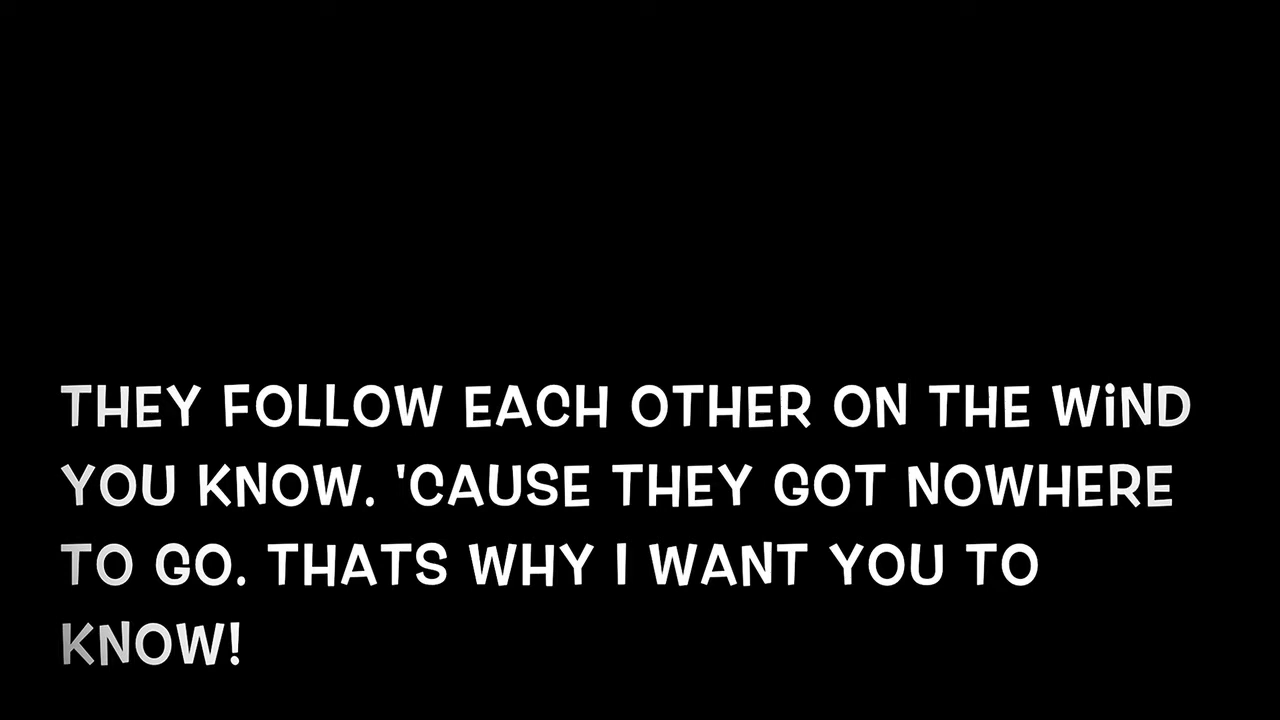 THEY FOLLOW EACH OTHER ON THE WiND
YOU KNOW. 'CAUSE THEY GOT NOWHERE
TO GO. THATS WHY I WANT YOU TO
KNOW!